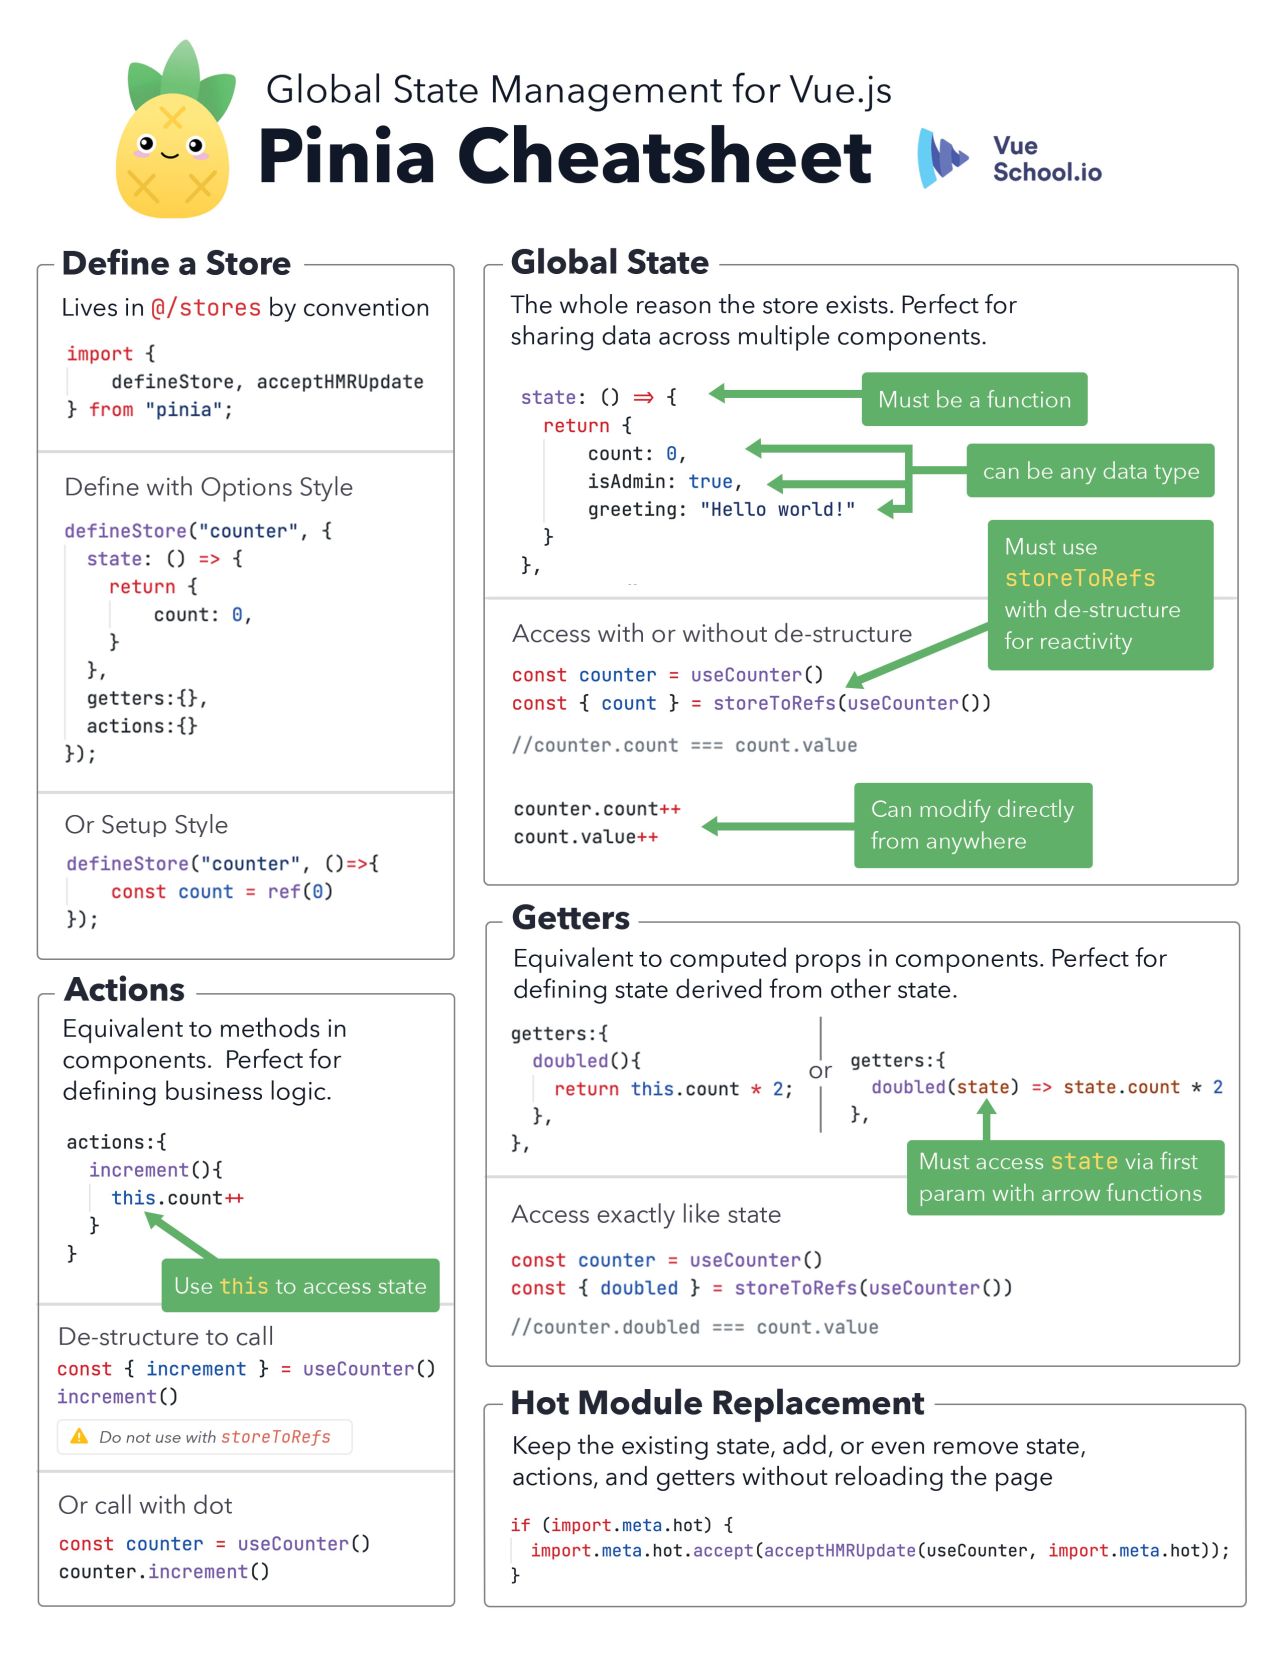 Global State Management for Vue.js
Pinia Cheatsheet
Vue
School.io
Define a Store
Lives in @/stores by convention
import {
    defineStore, acceptHMRUpdate
} from "pinia";
Define with Options Style
defineStore("counter", {
  state: () => {
    return {
        count: 0,
    }
  },
  getters:{},
  actions:{}
});
Or Setup Style
defineStore("counter", ()=>{
    const count = ref(0)
});
Actions
Equivalent to methods in
components. Perfect for
defining business logic.
actions:{
  increment(){
    this.count++
  }
}
Use this to access state
De-structure to call
const { increment } = useCounter()
increment()
Do not use with storeToRefs
Or call with dot
const counter = useCounter()
counter.increment()
Global State
The whole reason the store exists. Perfect for
sharing data across multiple components.
state: () => {
  return {
      count: 0,
      isAdmin: true,
      greeting: "Hello world!"
  }
},
Must be a function
can be any data type
Must use
storeToRefs
with de-structure
for reactivity
Access with or without de-structure
const counter = useCounter()
const { count } = storeToRefs(useCounter())
//counter.count === count.value
counter.count++
count.value++
Can modify directly
from anywhere
Getters
Equivalent to computed props in components. Perfect for
defining state derived from other state.
getters:{
  doubled(){
    return this.count * 2;
  },
},
or
getters:{
  doubled(state) => state.count * 2
},
Must access state via first
param with arrow functions
Access exactly like state
const counter = useCounter()
const { doubled } = storeToRefs(useCounter())
//counter.doubled === count.value
Hot Module Replacement
Keep the existing state, add, or even remove state,
actions, and getters without reloading the page
if (import.meta.hot) {
  import.meta.hot.accept(acceptHMRUpdate(useCounter, import.meta.hot));
}